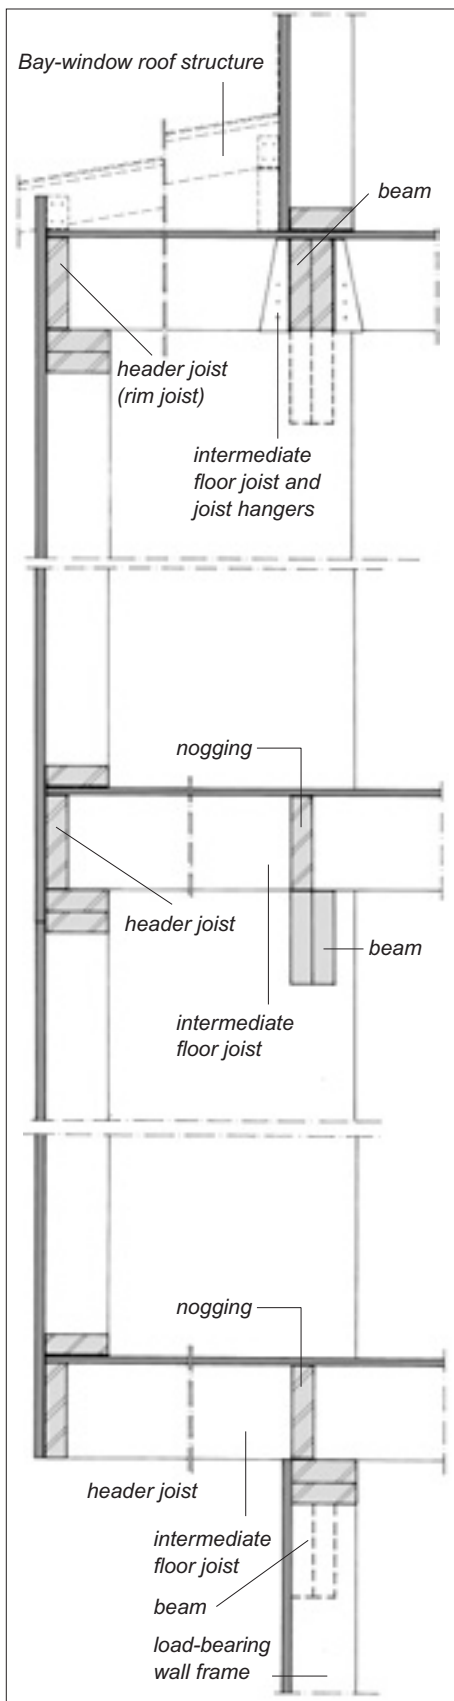 Bay-window roof structure
beam
header joist
(rim joist)
intermediate
floor joist and
joist hangers
nogging
header joist
beam
intermediate
floor joist
nogging
header joist
intermediate
floor joist
beam
load-bearing
wall frame